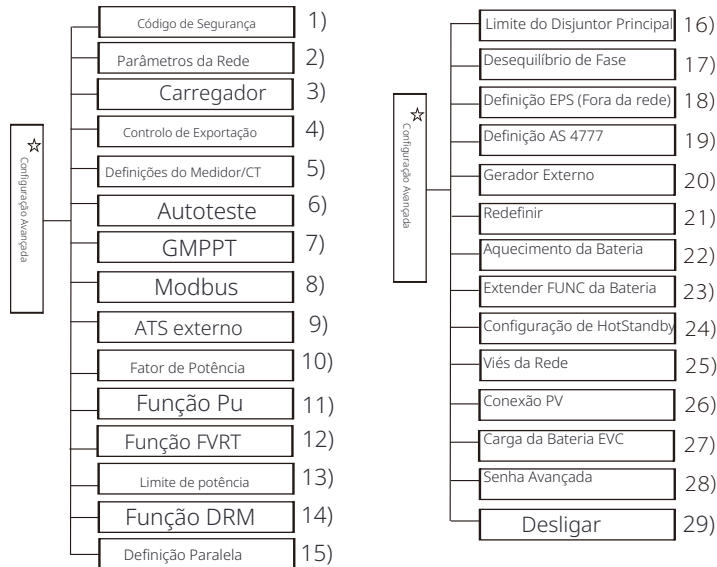 ☆ Configuração Avançada
Código de Segurança 1)
Parâmetros da Rede 2)
Carregador 3)
Controlo de Exportação 4)
Definições do Medidor/CT 5)
Autoteste 6)
GMPPT 7)
Modbus 8)
ATS externo 9)
Fator de Potência 10)
Função Pu 11)
Função FVRT 12)
Limite de potência 13)
Função DRM 14)
Definição Paralela 15)
☆ Configuração Avançada
Limite do Disjuntor Principal 16)
Desequilíbrio de Fase 17)
Definição EPS (Fora da rede) 18)
Definição AS 4777 19)
Gerador Externo 20)
Redefinir 21)
Aquecimento da Bateria 22)
Extender FUNC da Bateria 23)
Configuração de HotStandby 24)
Viés da Rede 25)
Conexão PV 26)
Carga da Bateria EVC 27)
Senha Avançada 28)
Desligar 29)